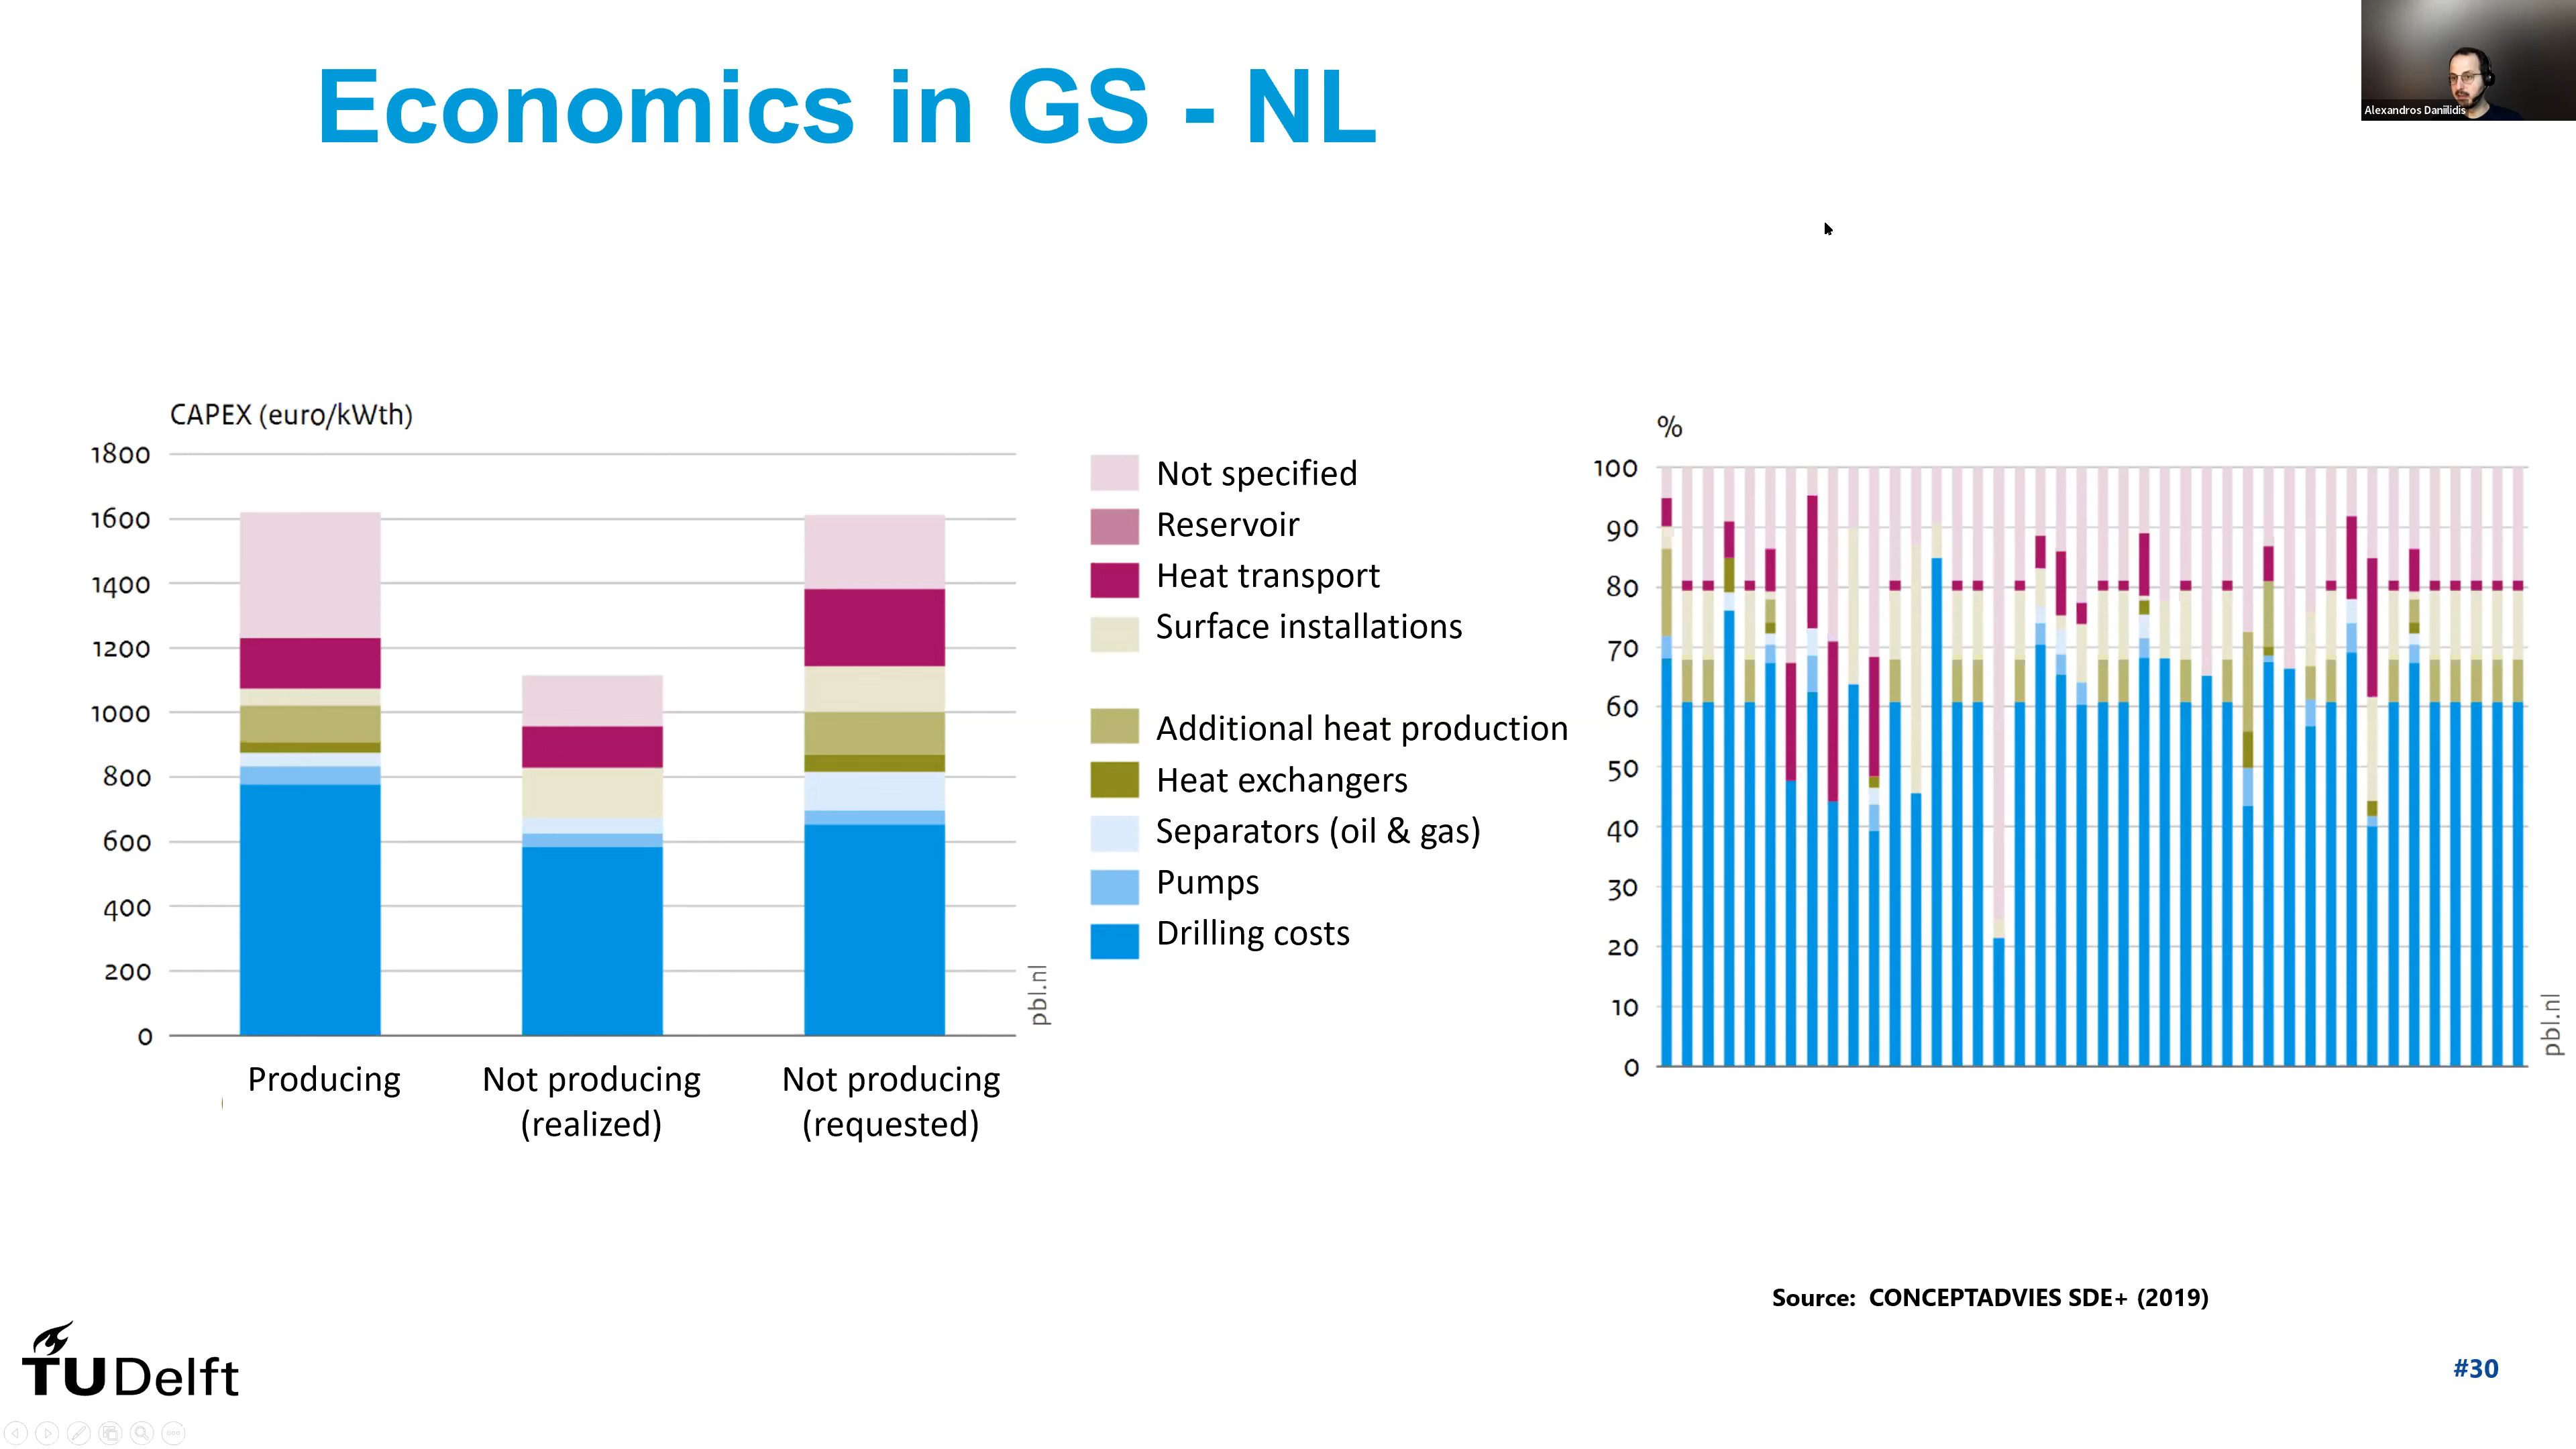 Economics in GS - NL
Alexandros Daniilidis
CAPEX (euro/kWth)
1800
1600
1400
1200
1000
800
600
400
200
0
Producing
Not producing
(realized)
Not producing
(requested)
pbl.nl
Not specified
Reservoir
Heat transport
Surface installations
Additional heat production
Heat exchangers
Separators (oil & gas)
Pumps
Drilling costs
%
100
90
80
70
60
50
40
30
20
10
0
pbl.nl
Source: CONCEPTADVIES SDE+ (2019)
TUDelft
#30